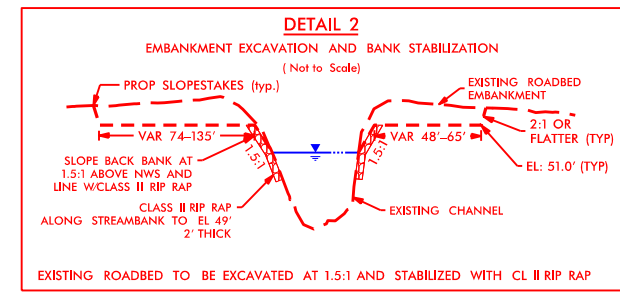 DETAIL 2
EMBANKMENT EXCAVATION AND BANK STABILIZATION
( Not to Scale)
PROP SLOPESTAKES (typ.)
EXISTING ROADBED
EMBANKMENT
VAR 74–135'
VAR 48'–65'
2:1 OR
FLATTER (TYP)
SLOPE BACK BANK AT
1.5:1 ABOVE NWS AND
LINE W/CLASS II RIP RAP
1.5:1
1.5:1
EL: 51.0' (TYP)
CLASS II RIP RAP
ALONG STREAMBANK TO EL 49'
2' THICK
EXISTING CHANNEL
EXISTING ROADBED TO BE EXCAVATED AT 1.5:1 AND STABILIZED WITH CL II RIP RAP